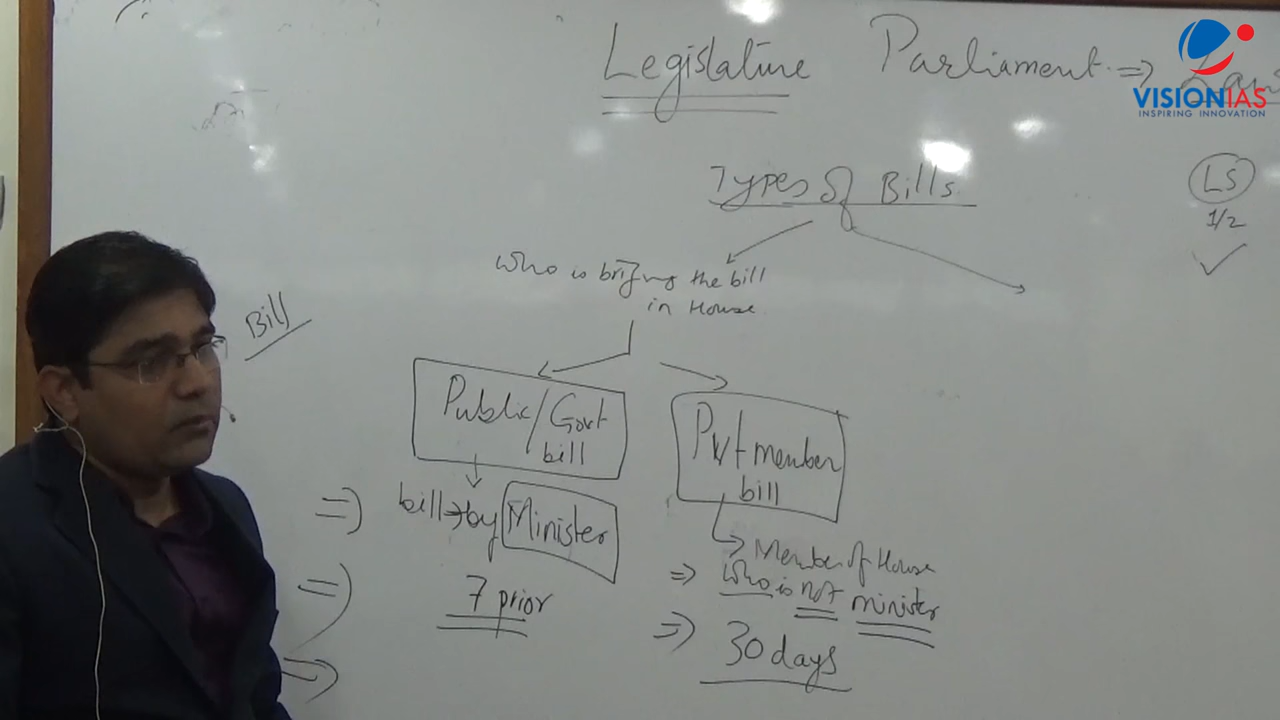 Legislature Parliament ⇒
VISIONIAS
INSPIRING INNOVATION
Types of Bills
LS
1/2
who is bringing the bill
in House
Bill
Public/Govt
bill
Pvt member
bill
bill → by Minister
Member of House
⇒ who is not minister
7 prior
⇒ 30 days